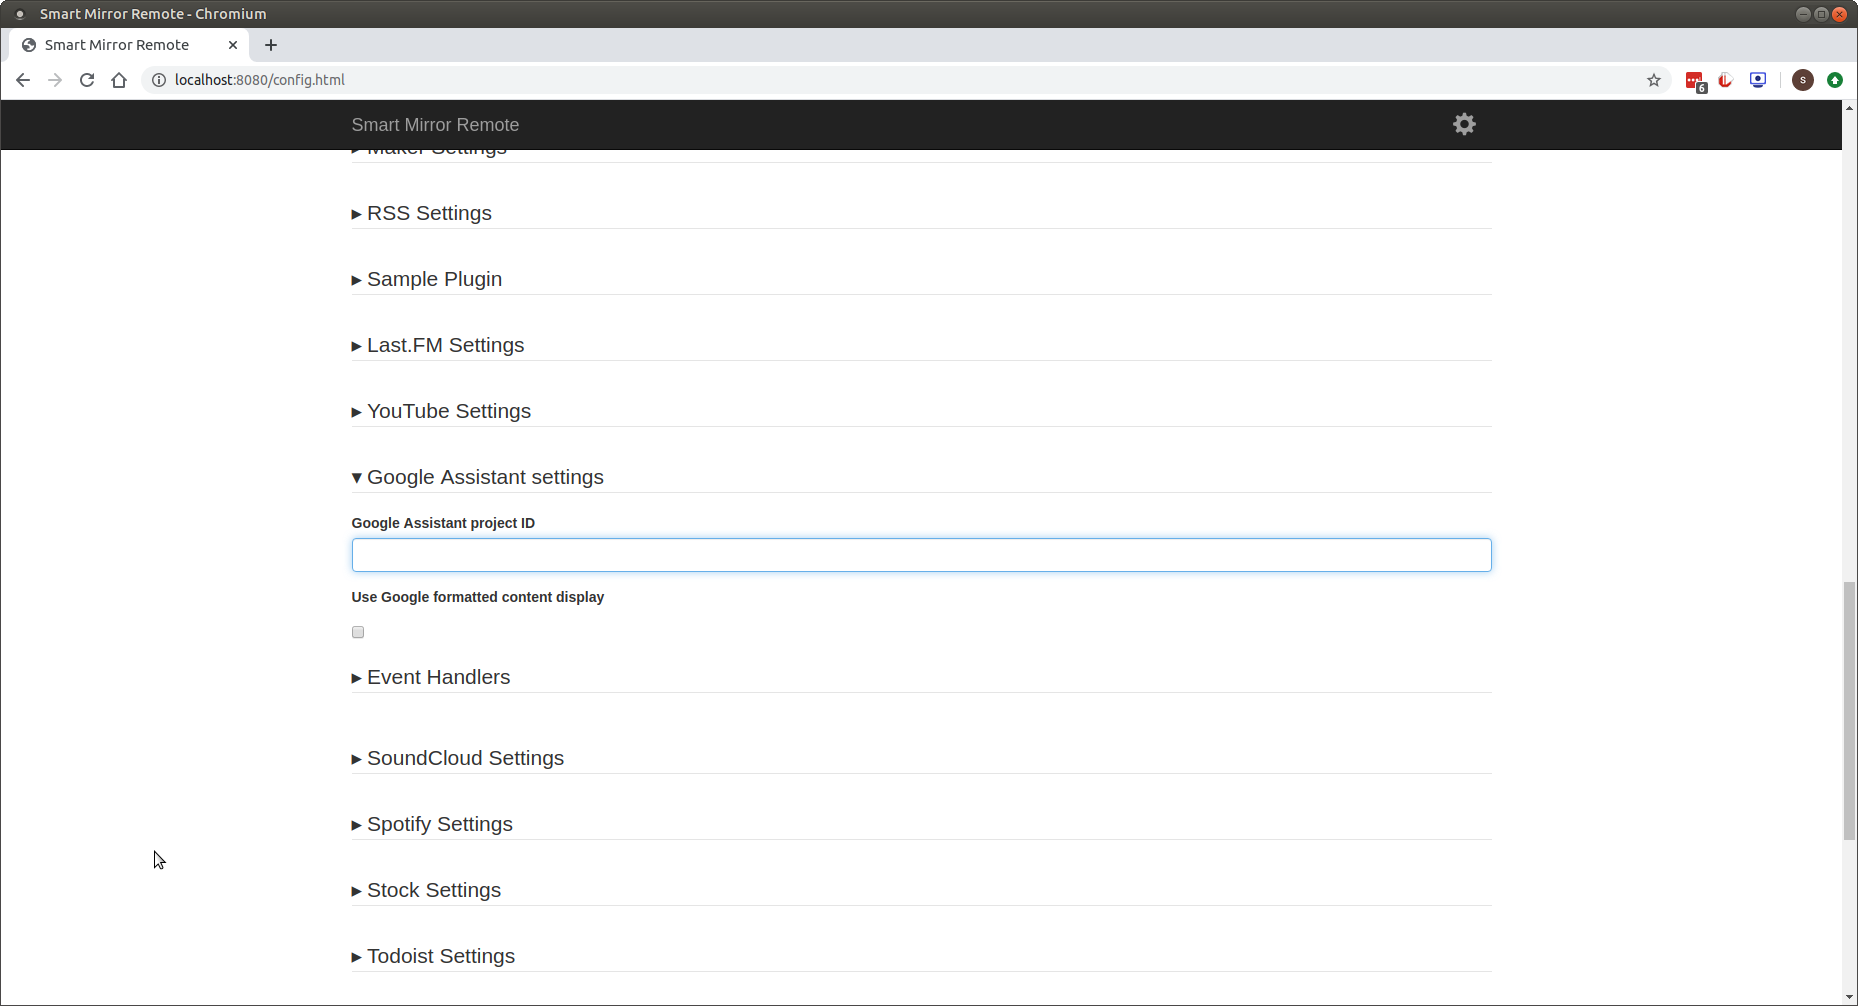 Smart Mirror Remote - Chromium
Smart Mirror Remote
localhost:8080/config.html
6
S
Smart Mirror Remote
Maker Settings
RSS Settings
Sample Plugin
Last.FM Settings
YouTube Settings
Google Assistant settings
Google Assistant project ID
Use Google formatted content display
Event Handlers
SoundCloud Settings
Spotify Settings
Stock Settings
Todoist Settings